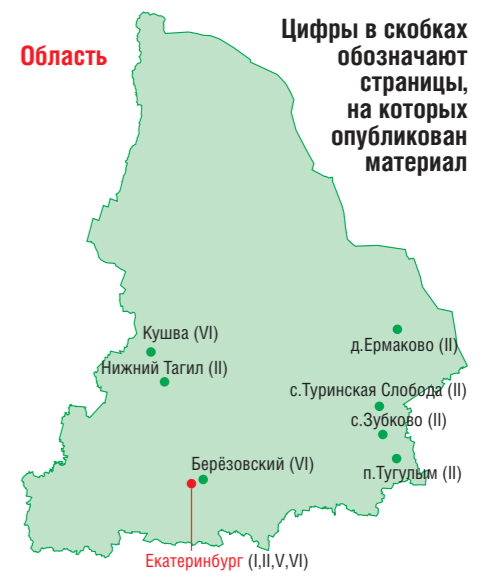 Область
Цифры в скобках
обозначают
страницы,
на которых
опубликован
материал
Кушва (VI)
д.Ермаково (II)
Нижний Тагил (II)
с.Туринская Слобода (II)
с.Зубково (II)
Берёзовский (VI)
п.Тугулым (II)
Екатеринбург (I,II,V,VI)